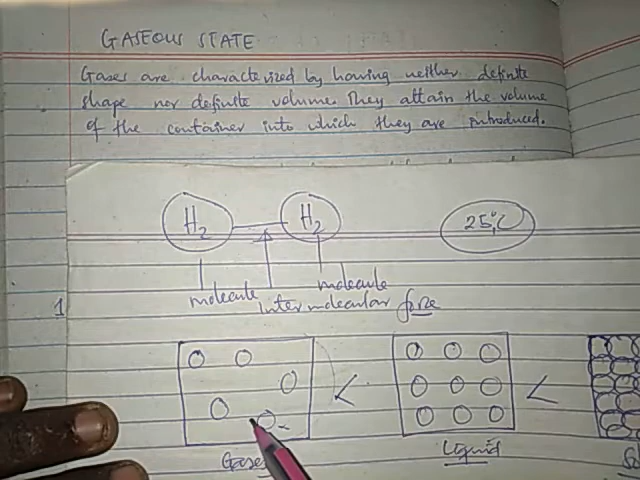 GASEOUS STATE
Gases are characterized by having neither definite
shape nor definite volume. They attain the volume
of the container into which they are introduced.
H₂ H₂ 25°C
molecule molecule
1 Intermolecular force
< <
Gases Liquid